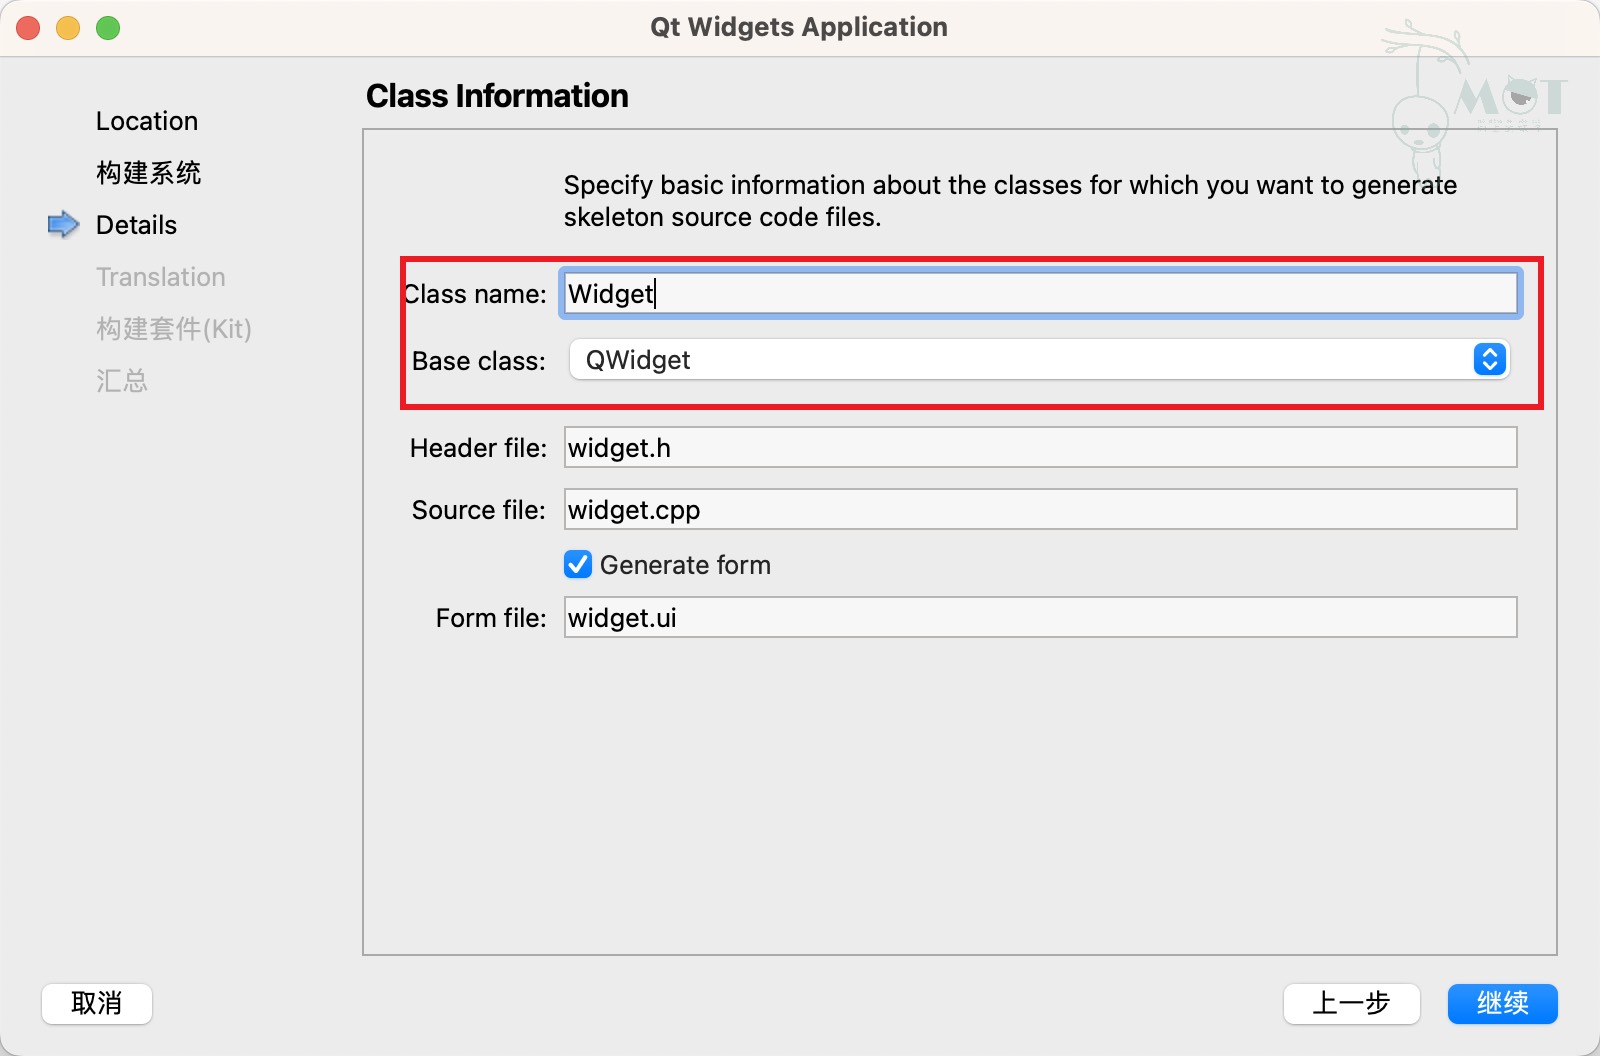 Qt Widgets Application
MOT
Location
构建系统
Details
Translation
构建套件(Kit)
汇总
Class Information
Specify basic information about the classes for which you want to generate
skeleton source code files.
Class name: Widget
Base class: QWidget
Header file: widget.h
Source file: widget.cpp
Generate form
Form file: widget.ui
取消
上一步
继续